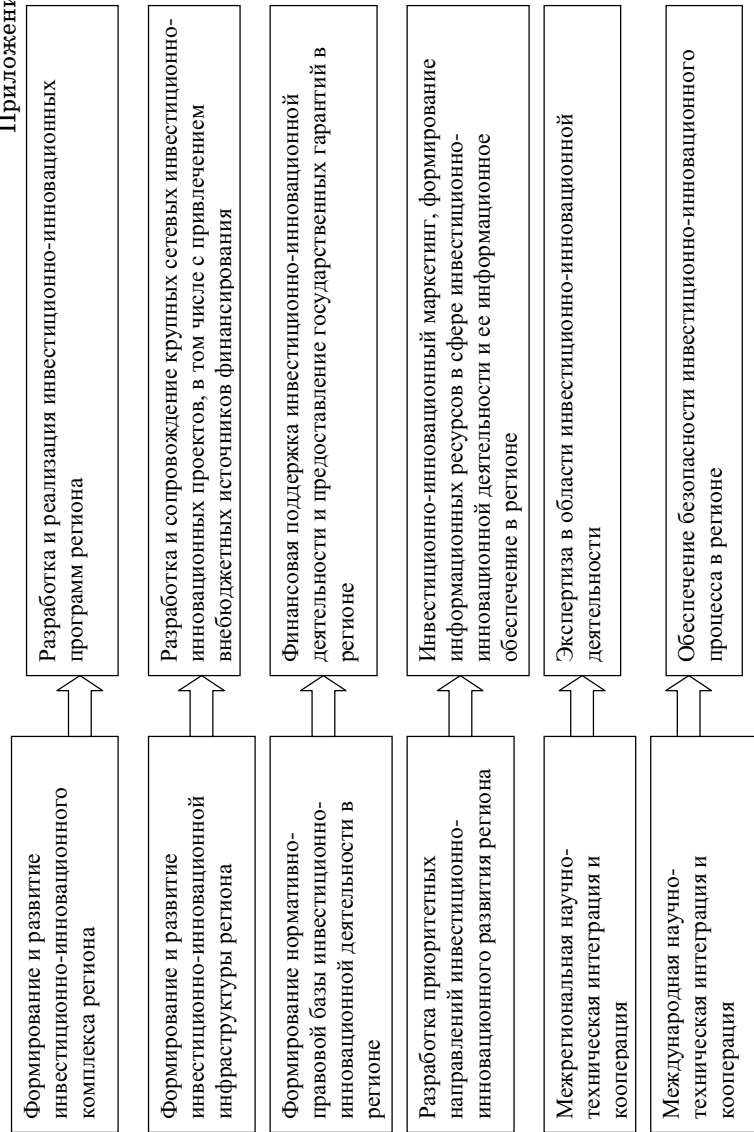 Приложени
Формирование и развитие
инвестиционно-инновационного
комплекса региона
Разработка и реализация инвестиционно-инновационных
программ региона
Формирование и развитие
инвестиционно-инновационной
инфраструктуры региона
Разработка и сопровождение крупных сетевых инвестиционно-
инновационных проектов, в том числе с привлечением
внебюджетных источников финансирования
Формирование нормативно-
правовой базы инвестиционно-
инновационной деятельности в
регионе
Финансовая поддержка инвестиционно-инновационной
деятельности и предоставление государственных гарантий в
регионе
Разработка приоритетных
направлений инвестиционно-
инновационного развития региона
Инвестиционно-инновационный маркетинг, формирование
информационных ресурсов в сфере инвестиционно-
инновационной деятельности и ее информационное
обеспечение в регионе
Межрегиональная научно-
техническая интеграция и
кооперация
Экспертиза в области инвестиционно-инновационной
деятельности
Международная научно-
техническая интеграция и
кооперация
Обеспечение безопасности инвестиционно-инновационного
процесса в регионе